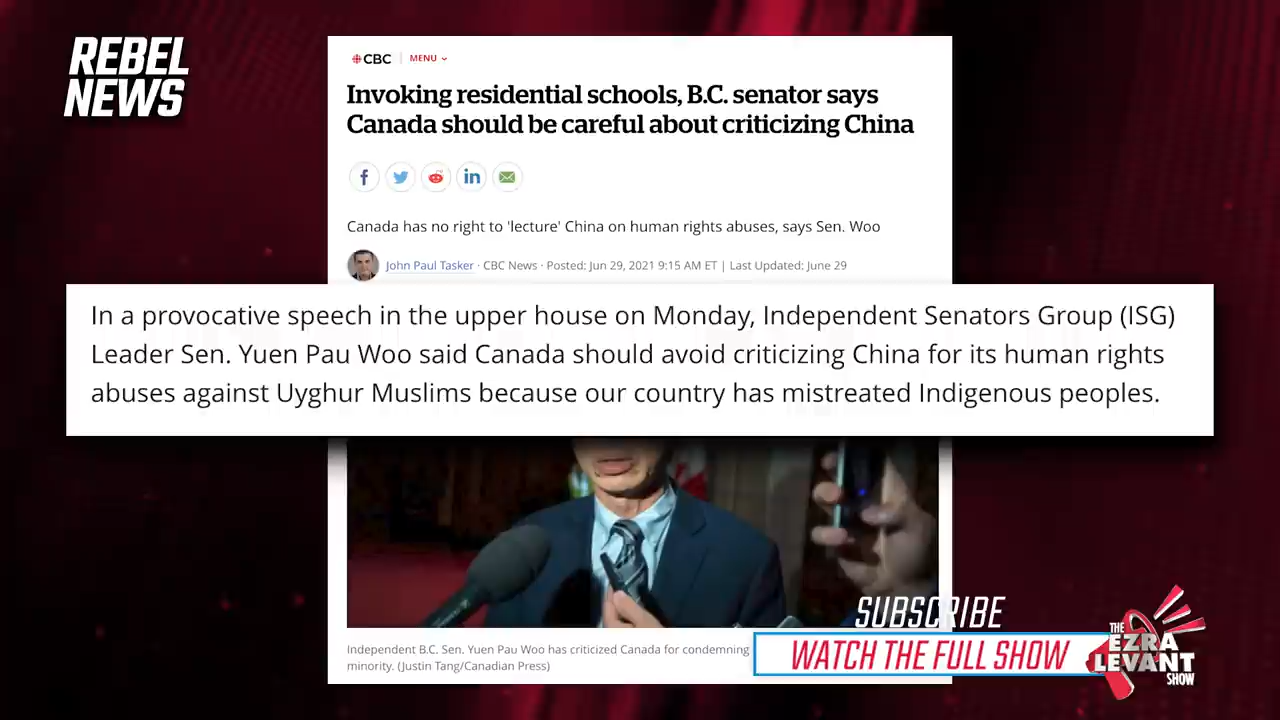 REBEL
NEWS
CBC | MENU
Invoking residential schools, B.C. senator says
Canada should be careful about criticizing China
Canada has no right to 'lecture' China on human rights abuses, says Sen. Woo
John Paul Tasker · CBC News · Posted: Jun 29, 2021 9:15 AM ET | Last Updated: June 29
In a provocative speech in the upper house on Monday, Independent Senators Group (ISG)
Leader Sen. Yuen Pau Woo said Canada should avoid criticizing China for its human rights
abuses against Uyghur Muslims because our country has mistreated Indigenous peoples.
Independent B.C. Sen. Yuen Pau Woo has criticized Canada for condemning
minority. (Justin Tang/Canadian Press)
SUBSCRIBE
WATCH THE FULL SHOW
THE
EZRA
LEVANT
SHOW